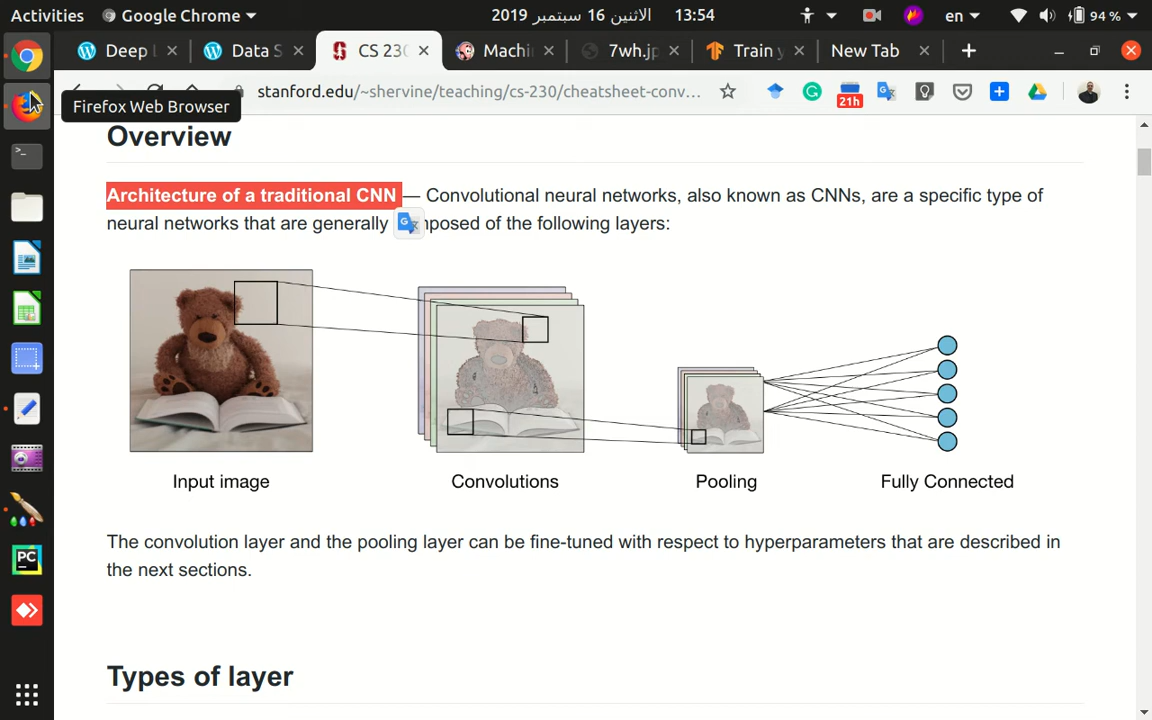 Activities
Google Chrome
الاثنين 16 سبتمبر 2019
13:54
en
94 %
Deep
Data S
CS 230
Machi
7wh.jp
Train y
New Tab
stanford.edu/~shervine/teaching/cs-230/cheatsheet-conv...
21h
Firefox Web Browser
Overview
Architecture of a traditional CNN — Convolutional neural networks, also known as CNNs, are a specific type of
neural networks that are generally mposed of the following layers:
Input image
Convolutions
Pooling
Fully Connected
The convolution layer and the pooling layer can be fine-tuned with respect to hyperparameters that are described in
the next sections.
Types of layer
PC